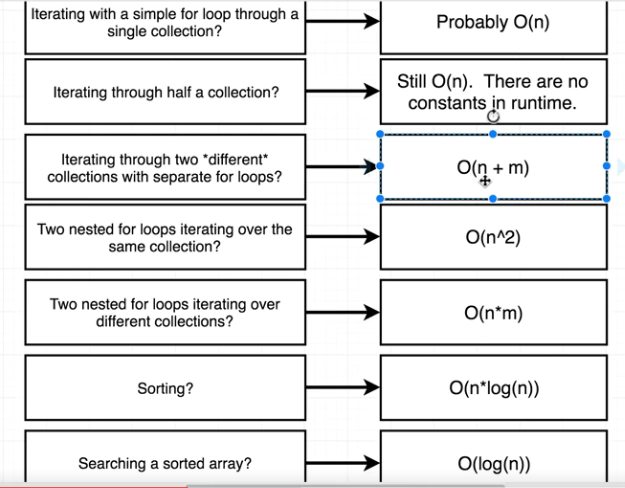 Iterating with a simple for loop through a
single collection?
Probably O(n)
Iterating through half a collection?
Still O(n). There are no
constants in runtime.
Iterating through two *different*
collections with separate for loops?
O(n + m)
Two nested for loops iterating over the
same collection?
O(n^2)
Two nested for loops iterating over
different collections?
O(n*m)
Sorting?
O(n*log(n))
Searching a sorted array?
O(log(n))